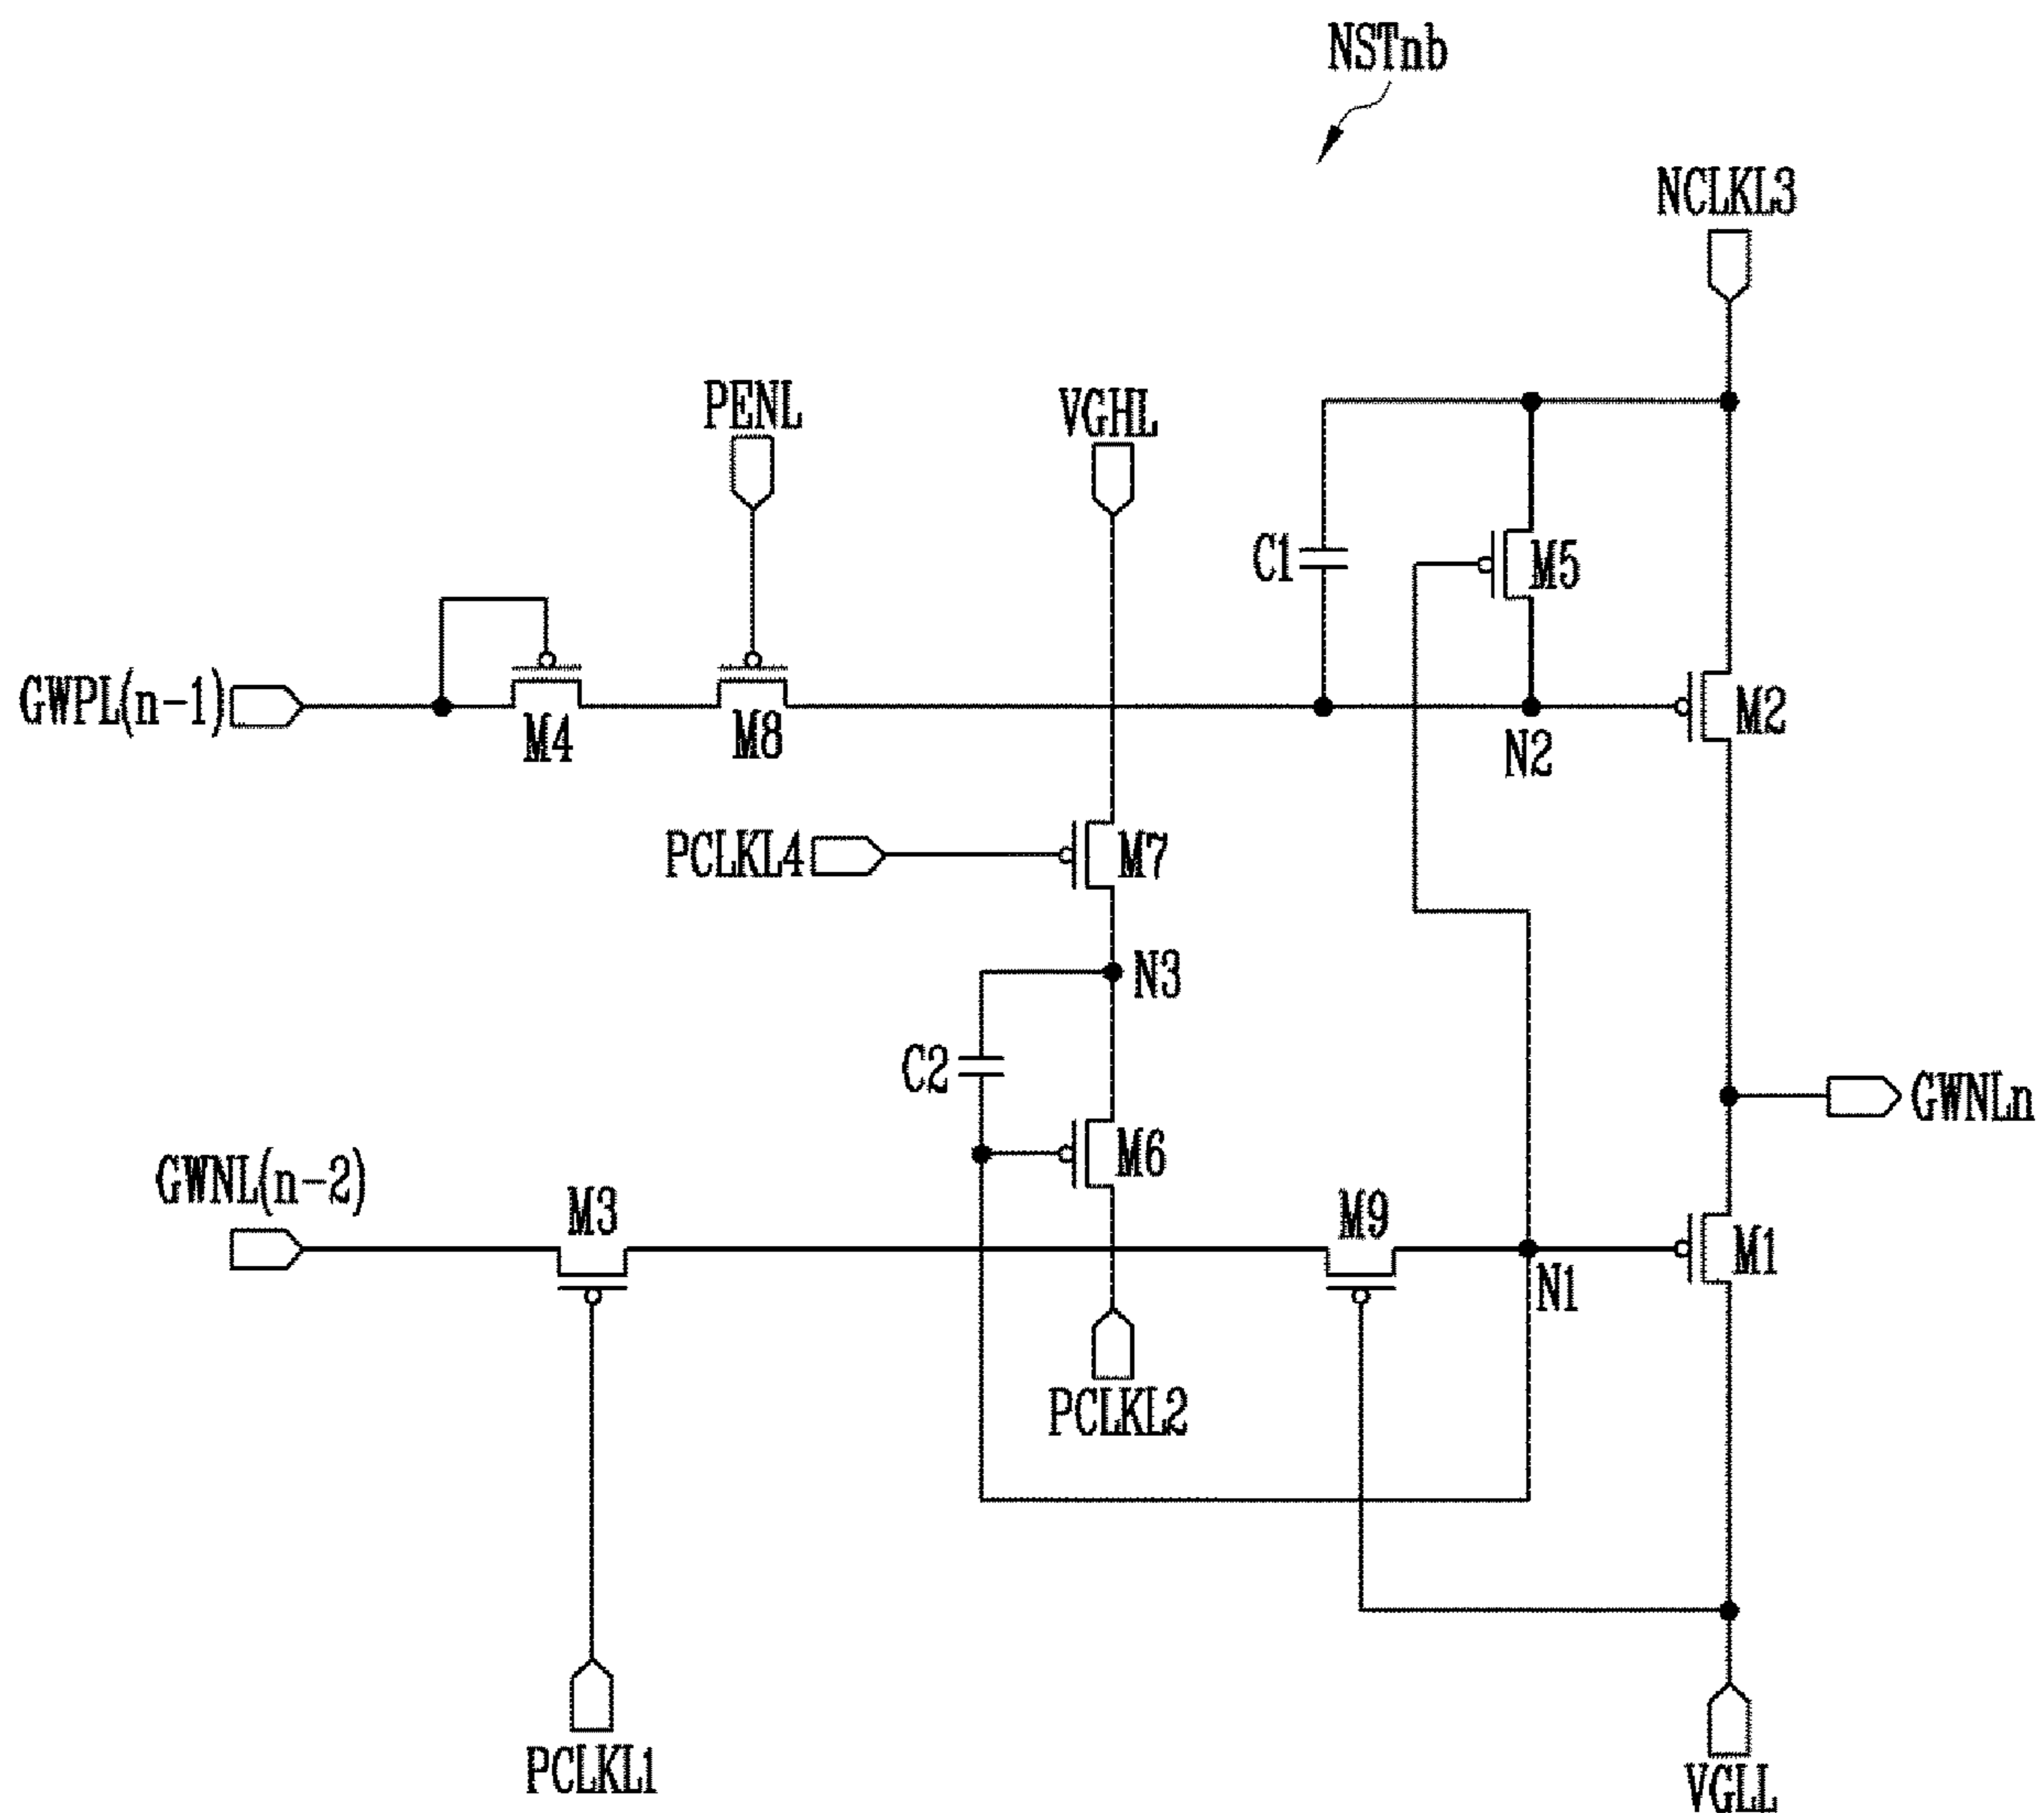 NSTnb
NCLKL3
PENL
VGHL
C1
M5
GWPL(n-1)
M4
M8
N2
M2
PCLKL4
M7
N3
C2
M6
GWNLn
GWNL(n-2)
M3
M9
N1
M1
PCLKL2
PCLKL1
VGLL